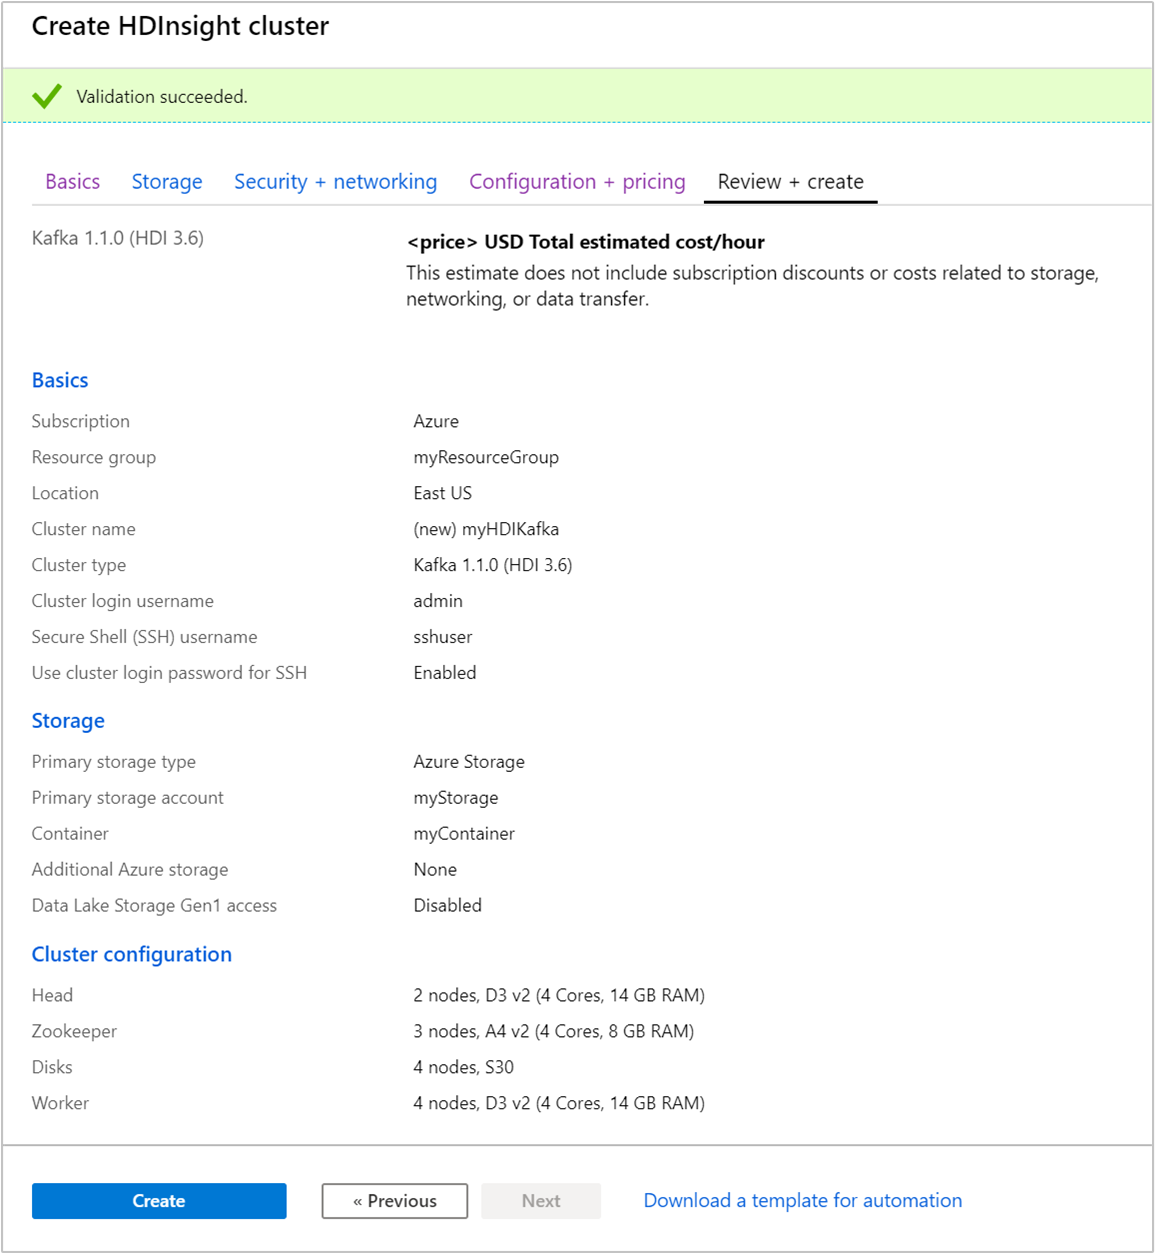 Create HDInsight cluster
Validation succeeded.
Basics Storage Security + networking Configuration + pricing Review + create
Kafka 1.1.0 (HDI 3.6)
<price> USD Total estimated cost/hour
This estimate does not include subscription discounts or costs related to storage,
networking, or data transfer.
Basics
Subscription Azure
Resource group myResourceGroup
Location East US
Cluster name (new) myHDIKafka
Cluster type Kafka 1.1.0 (HDI 3.6)
Cluster login username admin
Secure Shell (SSH) username sshuser
Use cluster login password for SSH Enabled
Storage
Primary storage type Azure Storage
Primary storage account myStorage
Container myContainer
Additional Azure storage None
Data Lake Storage Gen1 access Disabled
Cluster configuration
Head 2 nodes, D3 v2 (4 Cores, 14 GB RAM)
Zookeeper 3 nodes, A4 v2 (4 Cores, 8 GB RAM)
Disks 4 nodes, S30
Worker 4 nodes, D3 v2 (4 Cores, 14 GB RAM)
Create « Previous Next Download a template for automation